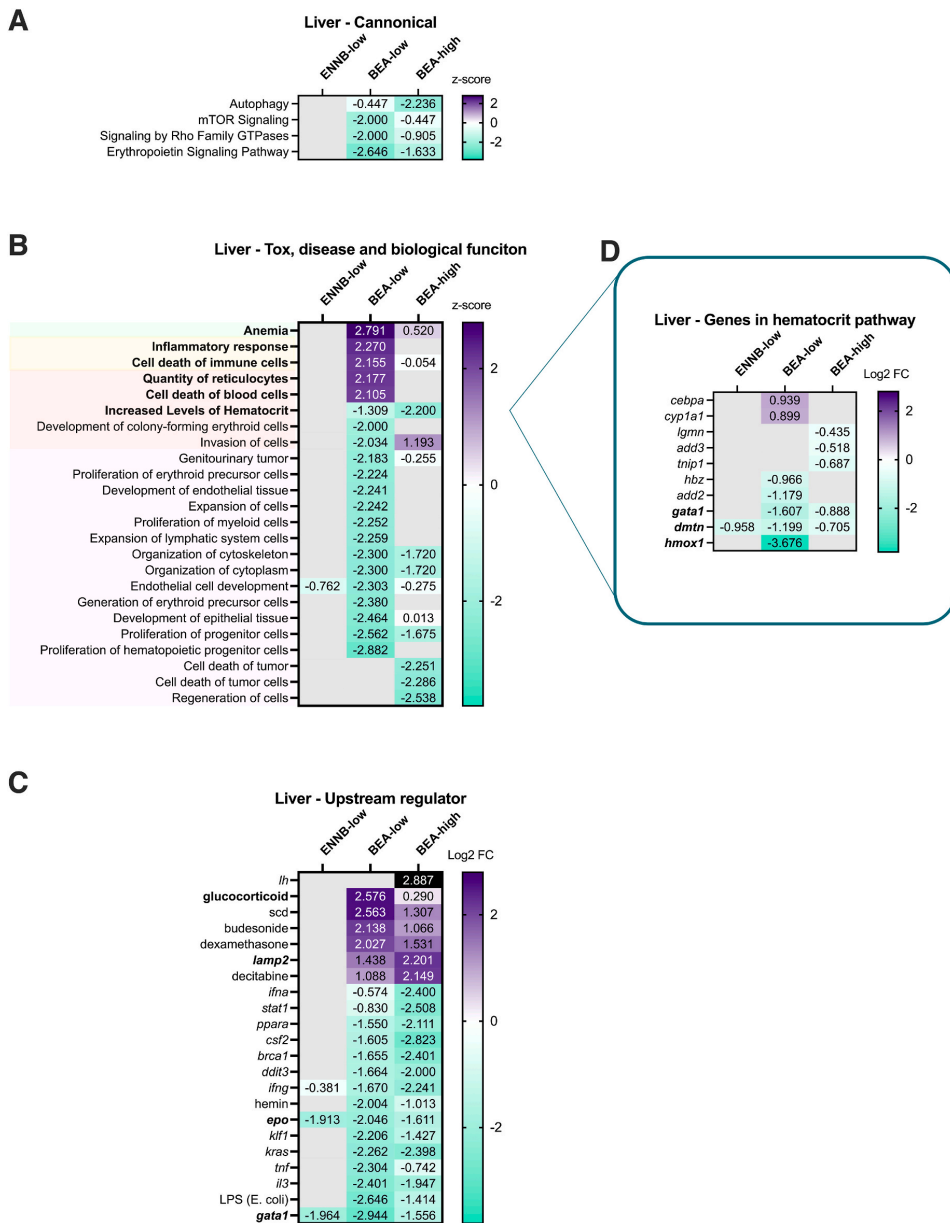 A
Liver - Cannonical
ENNB-low BEA-low BEA-high
z-score
Autophagy -0.447 -2.236
mTOR Signaling -2.000 -0.447
Signaling by Rho Family GTPases -2.000 -0.905
Erythropoietin Signaling Pathway -2.646 -1.633
2
0
-2
B
Liver - Tox, disease and biological funciton
ENNB-low BEA-low BEA-high
z-score
Anemia 2.791 0.520
Inflammatory response 2.270
Cell death of immune cells 2.155 -0.054
Quantity of reticulocytes 2.177
Cell death of blood cells 2.105
Increased Levels of Hematocrit -1.309 -2.200
Development of colony-forming erythroid cells -2.000
Invasion of cells -2.034 1.193
Genitourinary tumor -2.183 -0.255
Proliferation of erythroid precursor cells -2.224
Development of endothelial tissue -2.241
Expansion of cells -2.242
Proliferation of myeloid cells -2.252
Expansion of lymphatic system cells -2.259
Organization of cytoskeleton -2.300 -1.720
Organization of cytoplasm -2.300 -1.720
Endothelial cell development -0.762 -2.303 -0.275
Generation of erythroid precursor cells -2.380
Development of epithelial tissue -2.464 0.013
Proliferation of progenitor cells -2.562 -1.675
Proliferation of hematopoietic progenitor cells -2.882
Cell death of tumor -2.251
Cell death of tumor cells -2.286
Regeneration of cells -2.538
2
0
-2
D
Liver - Genes in hematocrit pathway
ENNB-low BEA-low BEA-high
Log2 FC
cebpa 0.939
cyp1a1 0.899
lgmn -0.435
add3 -0.518
tnip1 -0.687
hbz -0.966
add2 -1.179
gata1 -1.607 -0.888
dmtn -0.958 -1.199 -0.705
hmox1 -3.676
2
0
-2
C
Liver - Upstream regulator
ENNB-low BEA-low BEA-high
Log2 FC
lh 2.887
glucocorticoid 2.576 0.290
scd 2.563 1.307
budesonide 2.138 1.066
dexamethasone 2.027 1.531
lamp2 1.438 2.201
decitabine 1.088 2.149
ifna -0.574 -2.400
stat1 -0.830 -2.508
ppara -1.550 -2.111
csf2 -1.605 -2.823
brca1 -1.655 -2.401
ddit3 -1.664 -2.000
ifng -0.381 -1.670 -2.241
hemin -2.004 -1.013
epo -1.913 -2.046 -1.611
klf1 -2.206 -1.427
kras -2.262 -2.398
tnf -2.304 -0.742
il3 -2.401 -1.947
LPS (E. coli) -2.646 -1.414
gata1 -1.964 -2.944 -1.556
2
0
-2